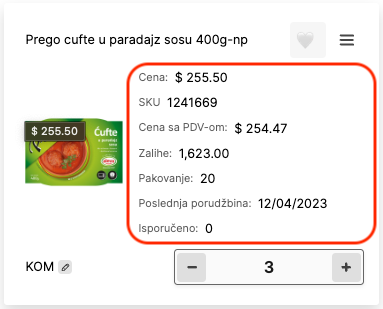 Prego cufte u paradajz sosu 400g-np
Cena: $ 255.50
SKU 1241669
$ 255.50
Čufte
Cena sa PDV-om: $ 254.47
Zalihe: 1,623.00
Pakovanje: 20
Poslednja porudžbina: 12/04/2023
Isporučeno: 0
KOM
− 3 +